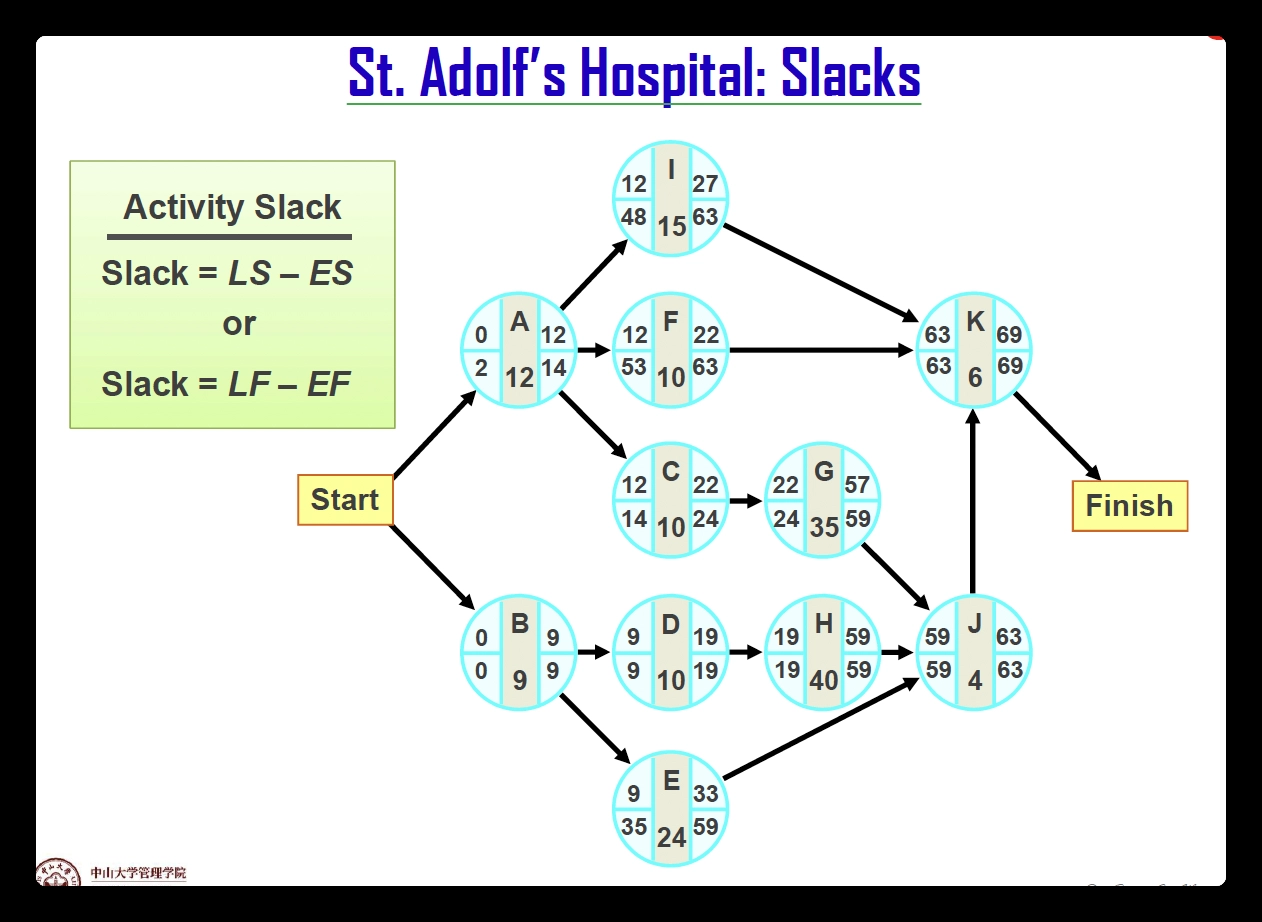 St. Adolf's Hospital: Slacks
Activity Slack
Slack = LS – ES
or
Slack = LF – EF
Start
A
0 12
2 14
12
B
0 9
0 9
9
I
12 27
48 63
15
F
12 22
53 63
10
C
12 22
14 24
10
D
9 19
9 19
10
E
9 33
35 59
24
G
22 57
24 59
35
H
19 59
19 59
40
K
63 69
63 69
6
J
59 63
59 63
4
Finish
中山大学管理学院